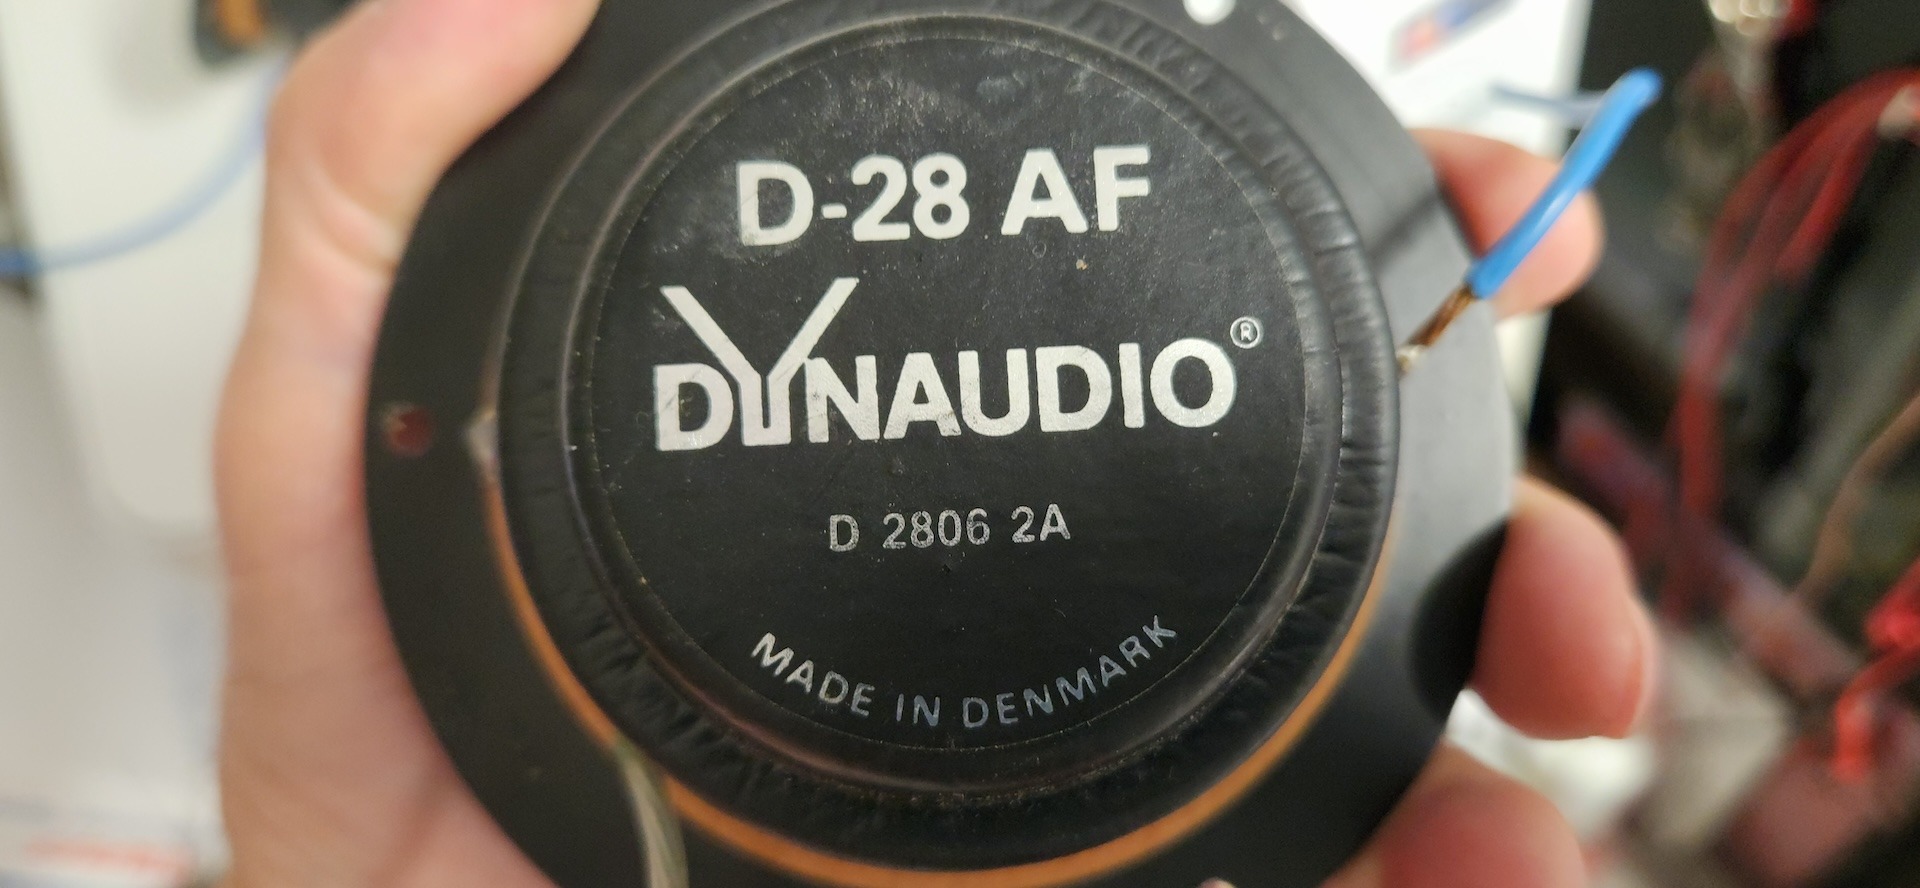 D-28 AF
DYNAUDIO®
D 2806 2A
MADE IN DENMARK